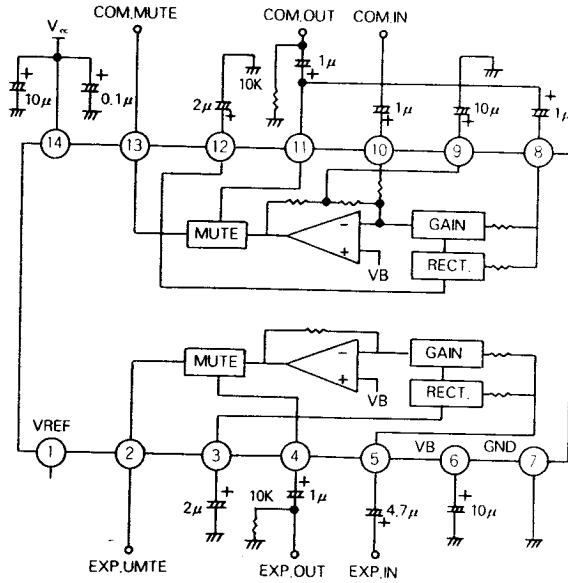 COM.MUTE COM.OUT COM.IN
Vcc
10μ 0.1μ 2μ 10K 1μ 1μ 10μ 1μ
14 13 12 11 10 9 8
MUTE GAIN
VB RECT.
MUTE GAIN
VB RECT.
VREF VB GND
1 2 3 4 5 6 7
2μ 10K 1μ 4.7μ 10μ
EXP.UMTE EXP.OUT EXP.IN